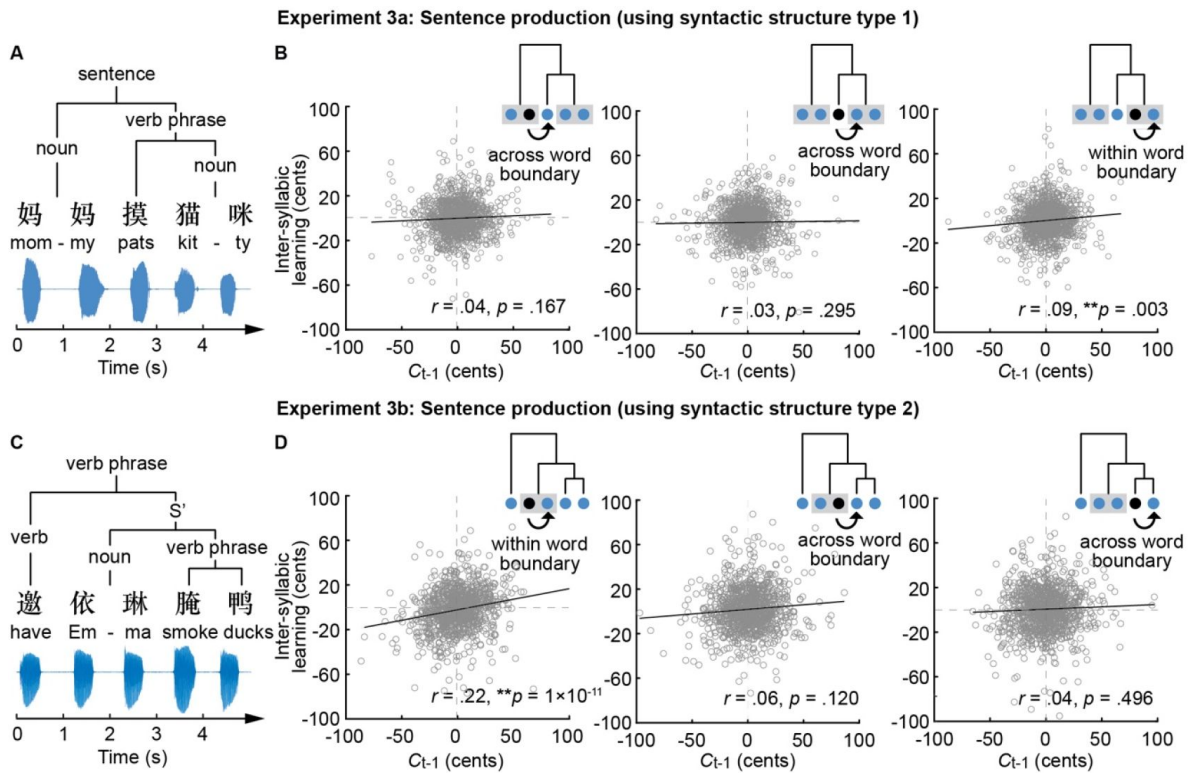 Experiment 3a: Sentence production (using syntactic structure type 1)
A
sentence
verb phrase
noun
noun
妈 妈 摸 猫 咪
mom - my pats kit - ty
0 1 2 3 4
Time (s)
B
Inter-syllabic
learning (cents)
100
60
20
-20
-60
-100
across word
boundary
r = .04, p = .167
-100 -50 0 50 100
Ct-1 (cents)
100
60
20
-20
-60
-100
across word
boundary
r = .03, p = .295
-100 -50 0 50 100
Ct-1 (cents)
100
60
20
-20
-60
-100
within word
boundary
r = .09, **p = .003
-100 -50 0 50 100
Ct-1 (cents)
Experiment 3b: Sentence production (using syntactic structure type 2)
C
verb phrase
S'
verb
noun
verb phrase
邀 依 琳 腌 鸭
have Em - ma smoke ducks
0 1 2 3 4
Time (s)
D
Inter-syllabic
learning (cents)
100
60
20
-20
-60
-100
within word
boundary
r = .22, **p = 1×10-11
-100 -50 0 50 100
Ct-1 (cents)
100
60
20
-20
-60
-100
across word
boundary
r = .06, p = .120
-100 -50 0 50 100
Ct-1 (cents)
100
60
20
-20
-60
-100
across word
boundary
r = .04, p = .496
-100 -50 0 50 100
Ct-1 (cents)